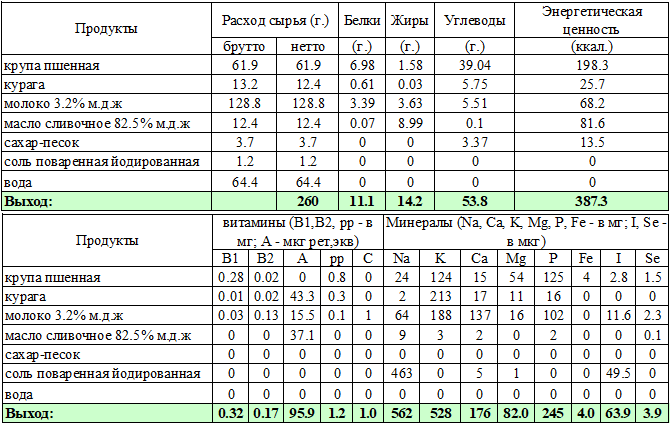 Продукты Расход сырья (г.) Белки Жиры Углеводы Энергетическая ценность
брутто нетто (г.) (г.) (г.) (ккал.)
крупа пшенная 61.9 61.9 6.98 1.58 39.04 198.3
курага 13.2 12.4 0.61 0.03 5.75 25.7
молоко 3.2% м.д.ж 128.8 128.8 3.39 3.63 5.51 68.2
масло сливочное 82.5% м.д.ж 12.4 12.4 0.07 8.99 0.1 81.6
сахар-песок 3.7 3.7 0 0 3.37 13.5
соль поваренная йодированная 1.2 1.2 0 0 0 0
вода 64.4 64.4 0 0 0 0
Выход: 260 11.1 14.2 53.8 387.3
Продукты витамины (В1,В2, рр - в мг; А - мкг рет,экв) Минералы (Na, Ca, K, Mg, P, Fe - в мг; I, Se - в мкг)
В1 В2 А рр С Na K Ca Mg P Fe I Se
крупа пшенная 0.28 0.02 0 0.8 0 24 124 15 54 125 4 2.8 1.5
курага 0.01 0.02 43.3 0.3 0 2 213 17 11 16 0 0 0
молоко 3.2% м.д.ж 0.03 0.13 15.5 0.1 1 64 188 137 16 102 0 11.6 2.3
масло сливочное 82.5% м.д.ж 0 0 37.1 0 0 9 3 2 0 2 0 0 0.1
сахар-песок 0 0 0 0 0 0 0 0 0 0 0 0 0
соль поваренная йодированная 0 0 0 0 0 463 0 5 1 0 0 49.5 0
вода 0 0 0 0 0 0 0 0 0 0 0 0 0
Выход: 0.32 0.17 95.9 1.2 1.0 562 528 176 82.0 245 4.0 63.9 3.9